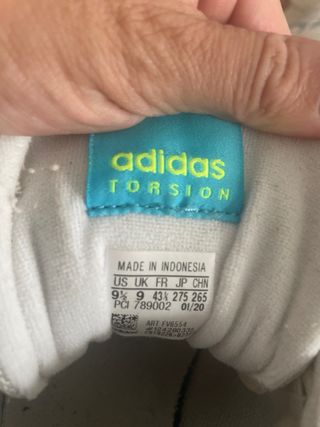 adidas
TORSION
MADE IN INDONESIA
US UK FR JP CHN
9½ 9 43⅓ 275 265
PCI 789002 01/20
ART FV6554